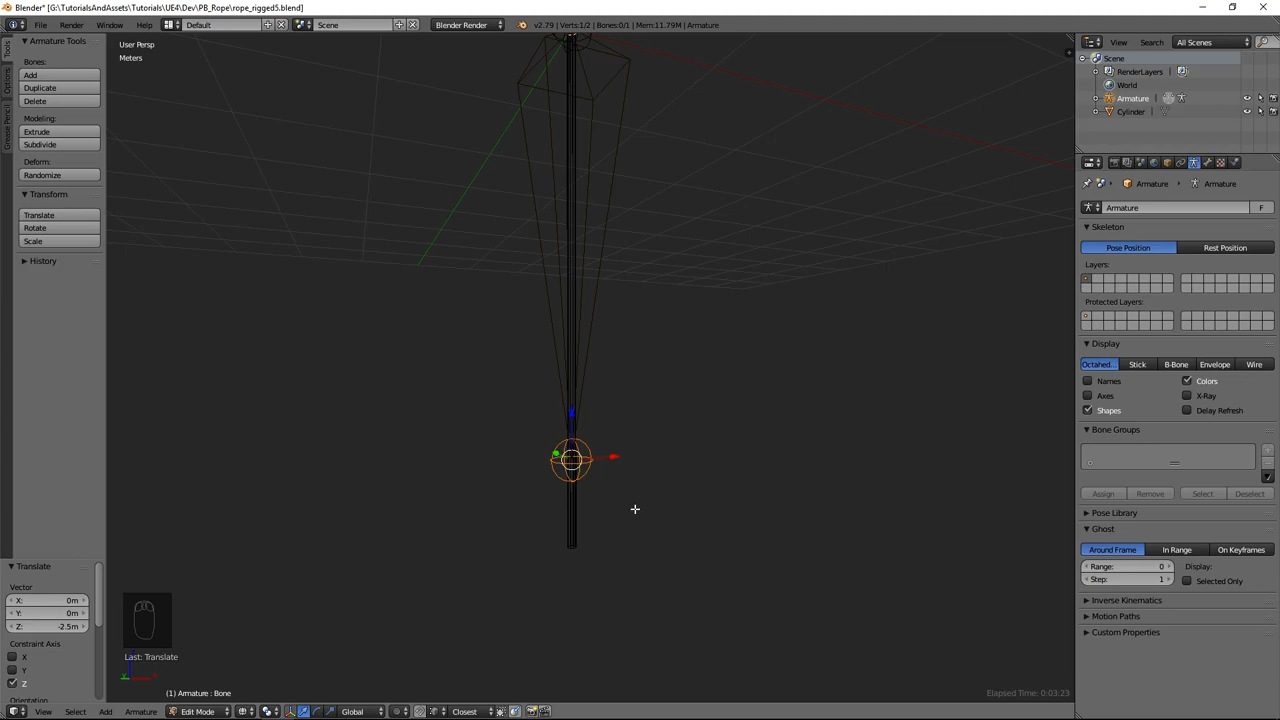 Blender* [G:\TutorialsAndAssets\Tutorials\UE4\Dev\PB_Rope\rope_rigged5.blend]
File Render Window Help Default Scene Blender Render v2.79 | Verts:1/2 | Bones:0/1 | Mem:11.79M | Armature View Search All Scenes
Tools
Options
Grease Pencil
Armature Tools
Bones:
Add
Duplicate
Delete
Modeling:
Extrude
Subdivide
Deform:
Randomize
Transform
Translate
Rotate
Scale
History
User Persp
Meters
Scene
RenderLayers
World
Armature
Cylinder
Armature Armature
Armature F
Skeleton
Pose Position Rest Position
Layers:
Protected Layers:
Display
Octahed... Stick B-Bone Envelope Wire
Names Colors
Axes X-Ray
Shapes Delay Refresh
Bone Groups
Assign Remove Select Deselect
Pose Library
Ghost
Around Frame In Range On Keyframes
Range: 0 Display:
Step: 1 Selected Only
Inverse Kinematics
Motion Paths
Custom Properties
Translate
Vector
X: 0m
Y: 0m
Z: -2.5m
Constraint Axis
X
Y
Z
Orientation
Last: Translate
(1) Armature : Bone
Elapsed Time: 0:03:23
View Select Add Armature Edit Mode Global Closest